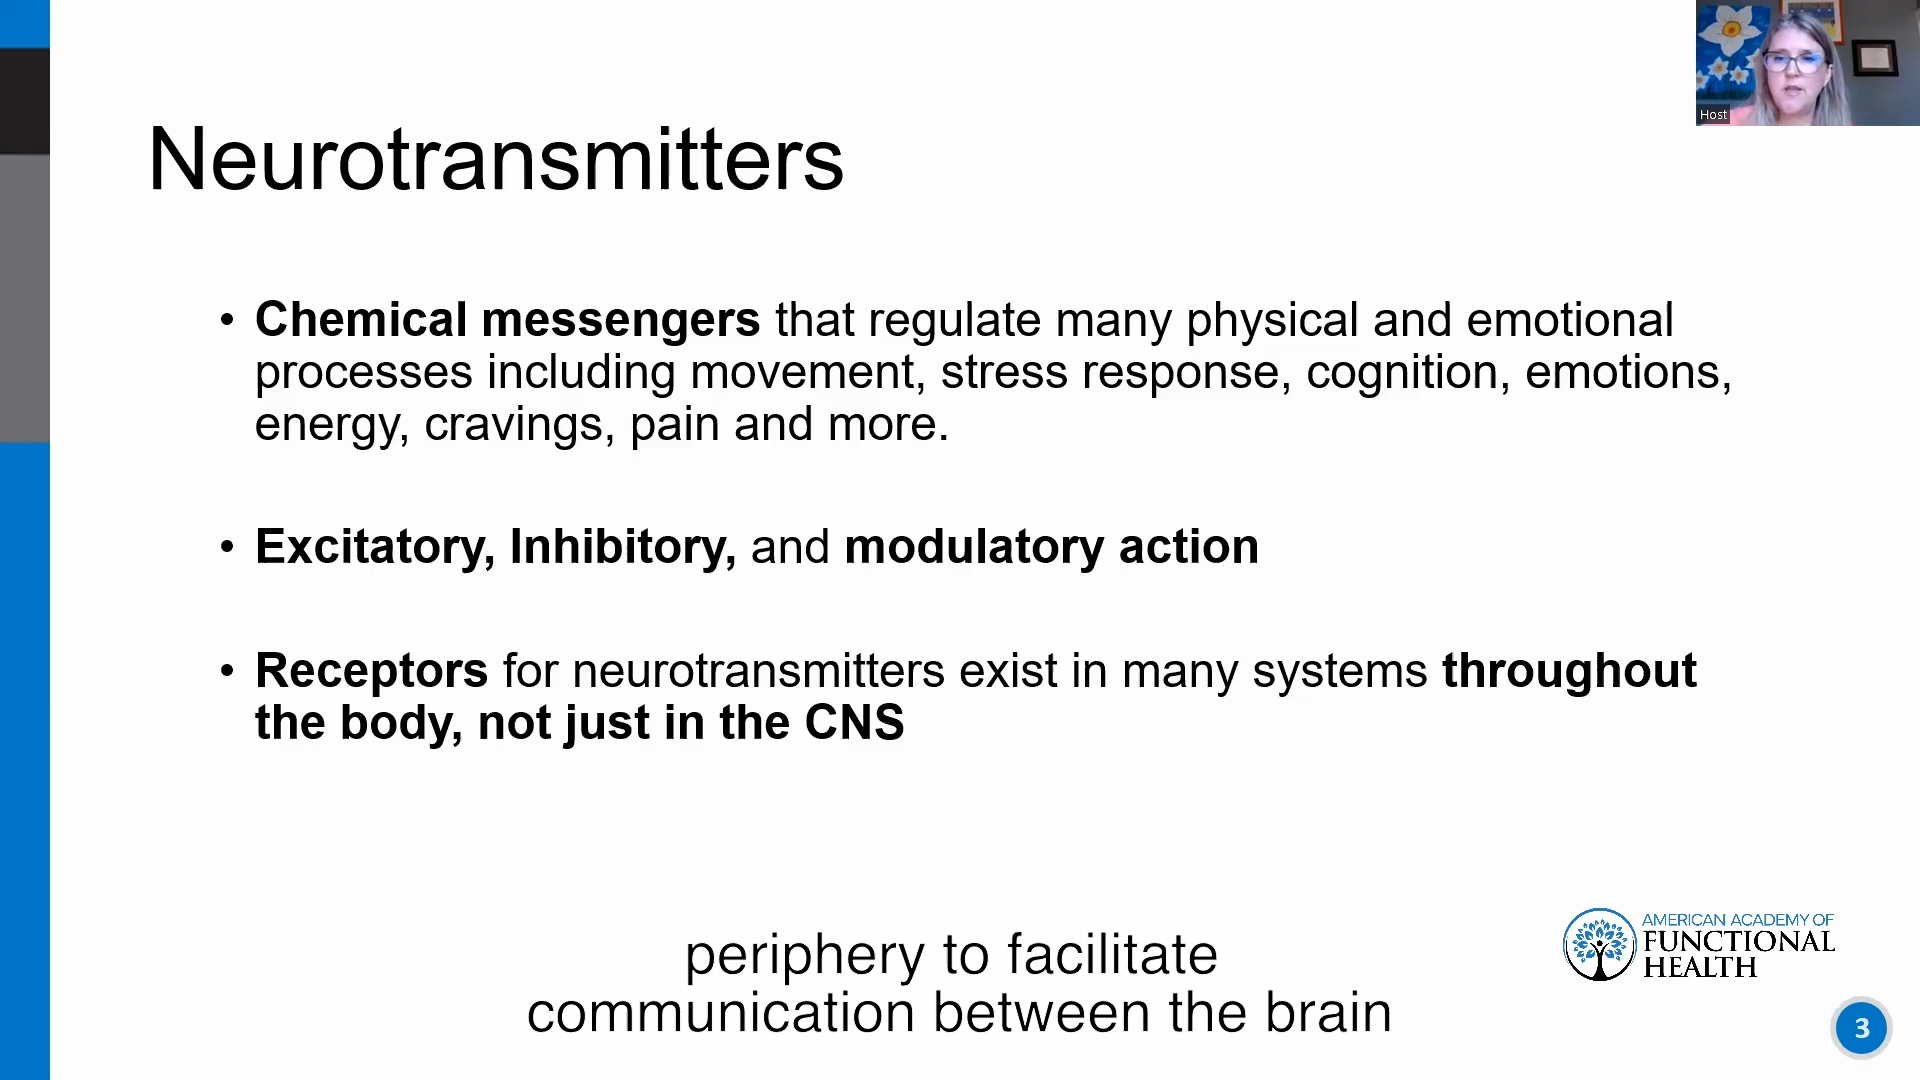 Host
Neurotransmitters
• Chemical messengers that regulate many physical and emotional
processes including movement, stress response, cognition, emotions,
energy, cravings, pain and more.
• Excitatory, Inhibitory, and modulatory action
• Receptors for neurotransmitters exist in many systems throughout
the body, not just in the CNS
periphery to facilitate
communication between the brain
AMERICAN ACADEMY OF
FUNCTIONAL
HEALTH
3